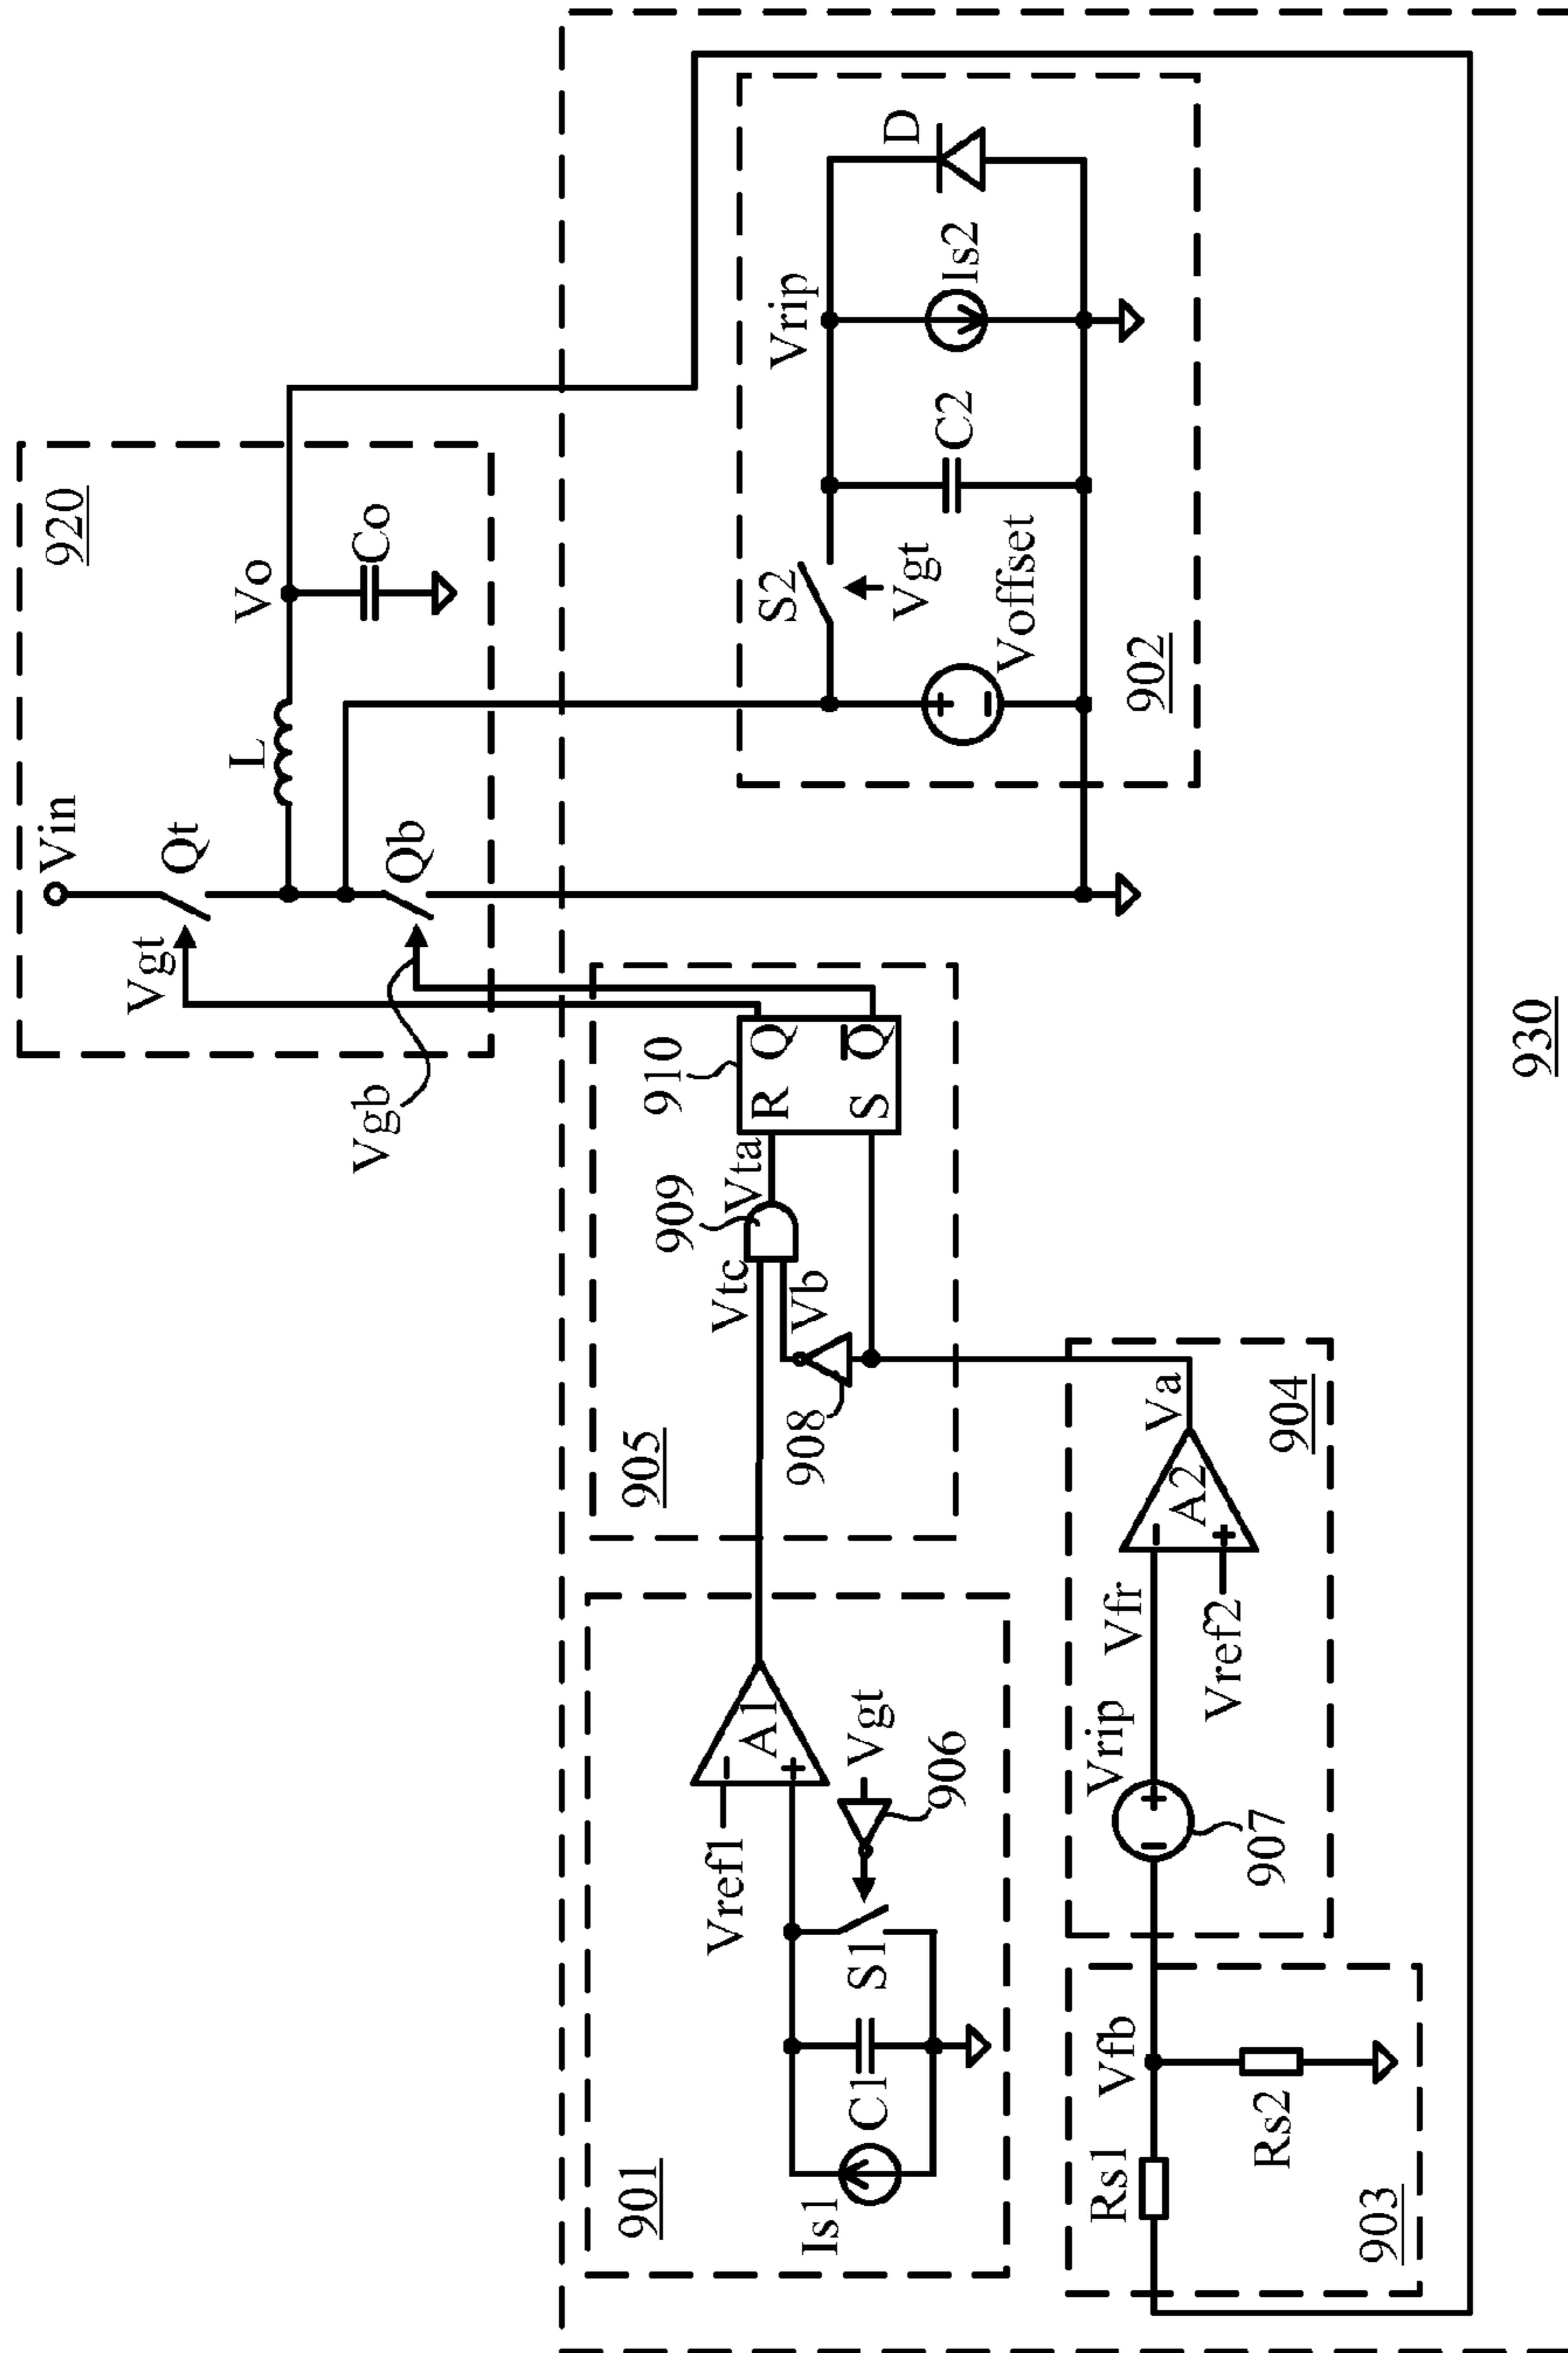 920
Vin
Qt
Vgt
L
Vo
Co
Qb
Vgb
930
902
S2
Vgt
Voffset
C2
Vrip
Is2
D
905
910
R
Q
S
Q
909
Vta
Vtc
Vb
908
901
Is1
C1
S1
Vref1
A1
Vgt
906
904
Va
A2
Vfr
Vref2
Vrip
907
903
Vfb
Rs1
Rs2